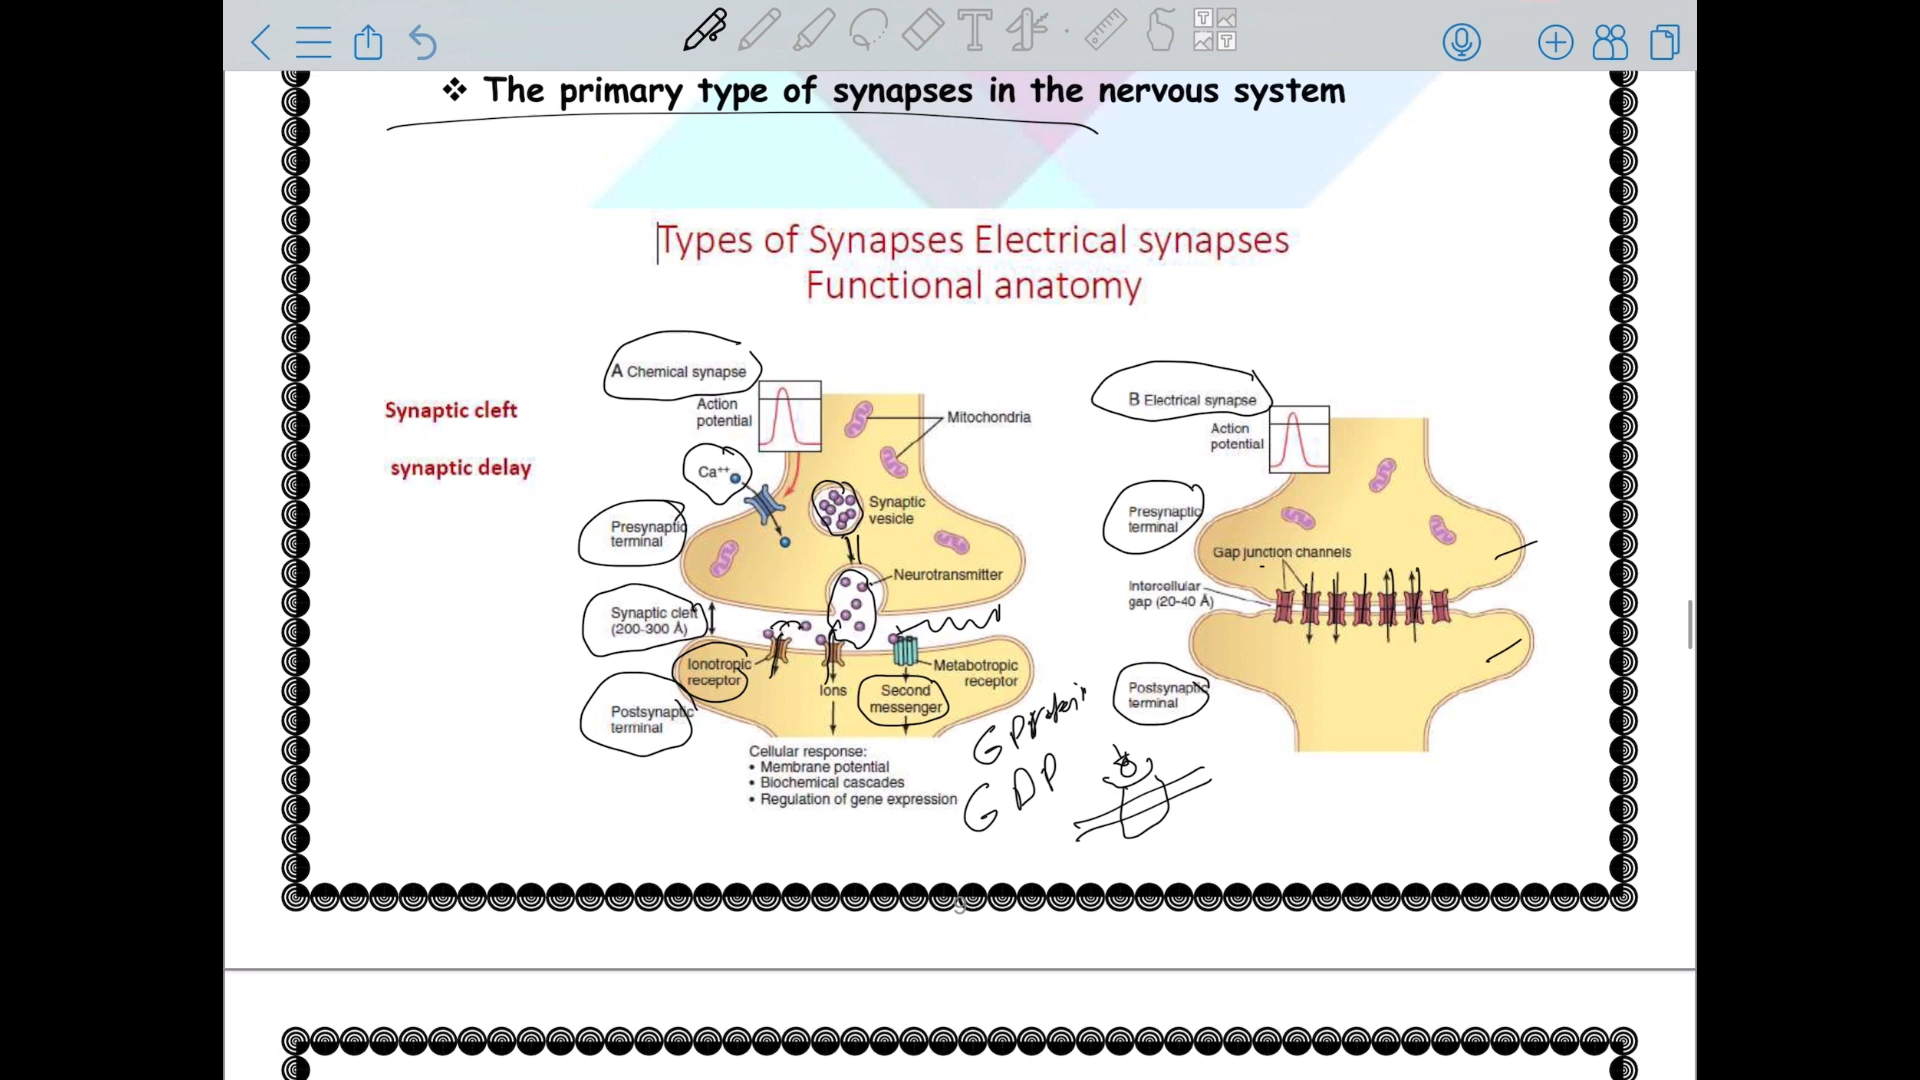 ❖ The primary type of synapses in the nervous system
Types of Synapses Electrical synapses
Functional anatomy
Synaptic cleft
synaptic delay
A Chemical synapse
Action
potential
Mitochondria
Ca++
Synaptic
vesicle
Presynaptic
terminal
Neurotransmitter
Synaptic cleft
(200-300 Å)
Ionotropic
receptor
Ions
Second
messenger
Metabotropic
receptor
Postsynaptic
terminal
Cellular response:
• Membrane potential
• Biochemical cascades
• Regulation of gene expression
G protein
GDP
B Electrical synapse
Action
potential
Presynaptic
terminal
Gap junction channels
Intercellular
gap (20-40 Å)
Postsynaptic
terminal
9